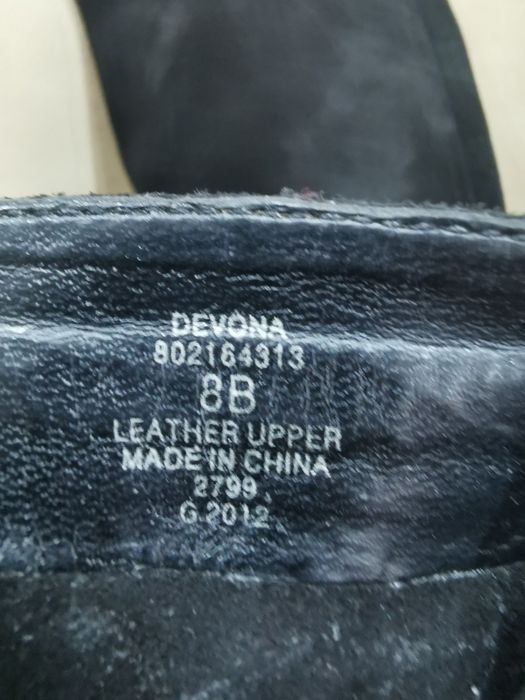 DEVONA
802164313
8B
LEATHER UPPER
MADE IN CHINA
2799
G.2012